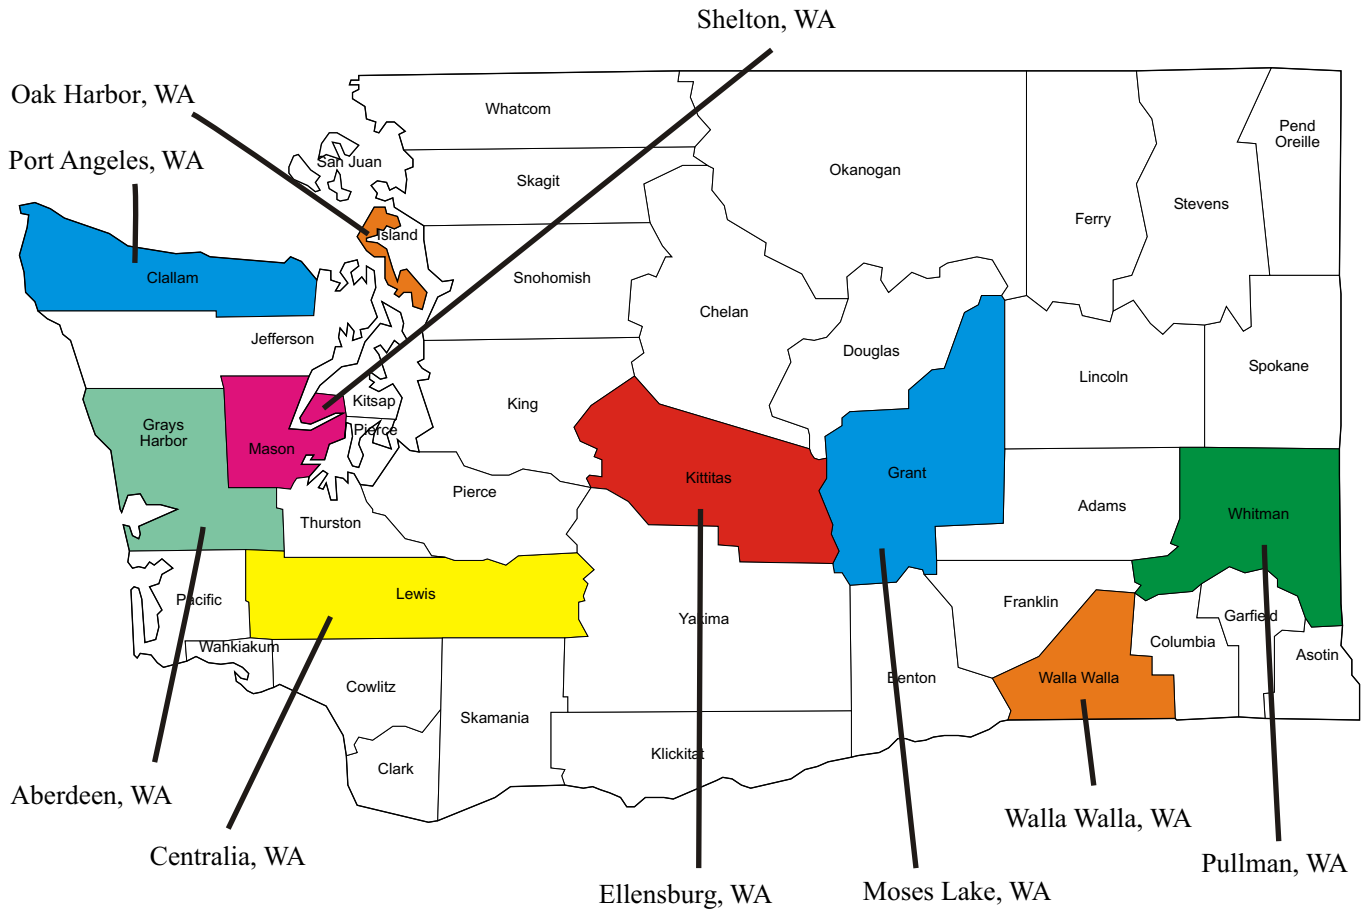 Shelton, WA
Oak Harbor, WA
Port Angeles, WA
Whatcom
San Juan
Skagit
Okanogan
Pend
Oreille
Ferry
Stevens
Island
Clallam
Snohomish
Chelan
Jefferson
Douglas
Lincoln
Spokane
Kitsap
King
Grays
Harbor
Mason
Pierce
Kittitas
Grant
Pierce
Thurston
Adams
Whitman
Pacific
Lewis
Yakima
Franklin
Garfield
Columbia
Wahkiakum
Asotin
Cowlitz
Benton
Walla Walla
Skamania
Klickitat
Clark
Aberdeen, WA
Walla Walla, WA
Centralia, WA
Pullman, WA
Ellensburg, WA
Moses Lake, WA